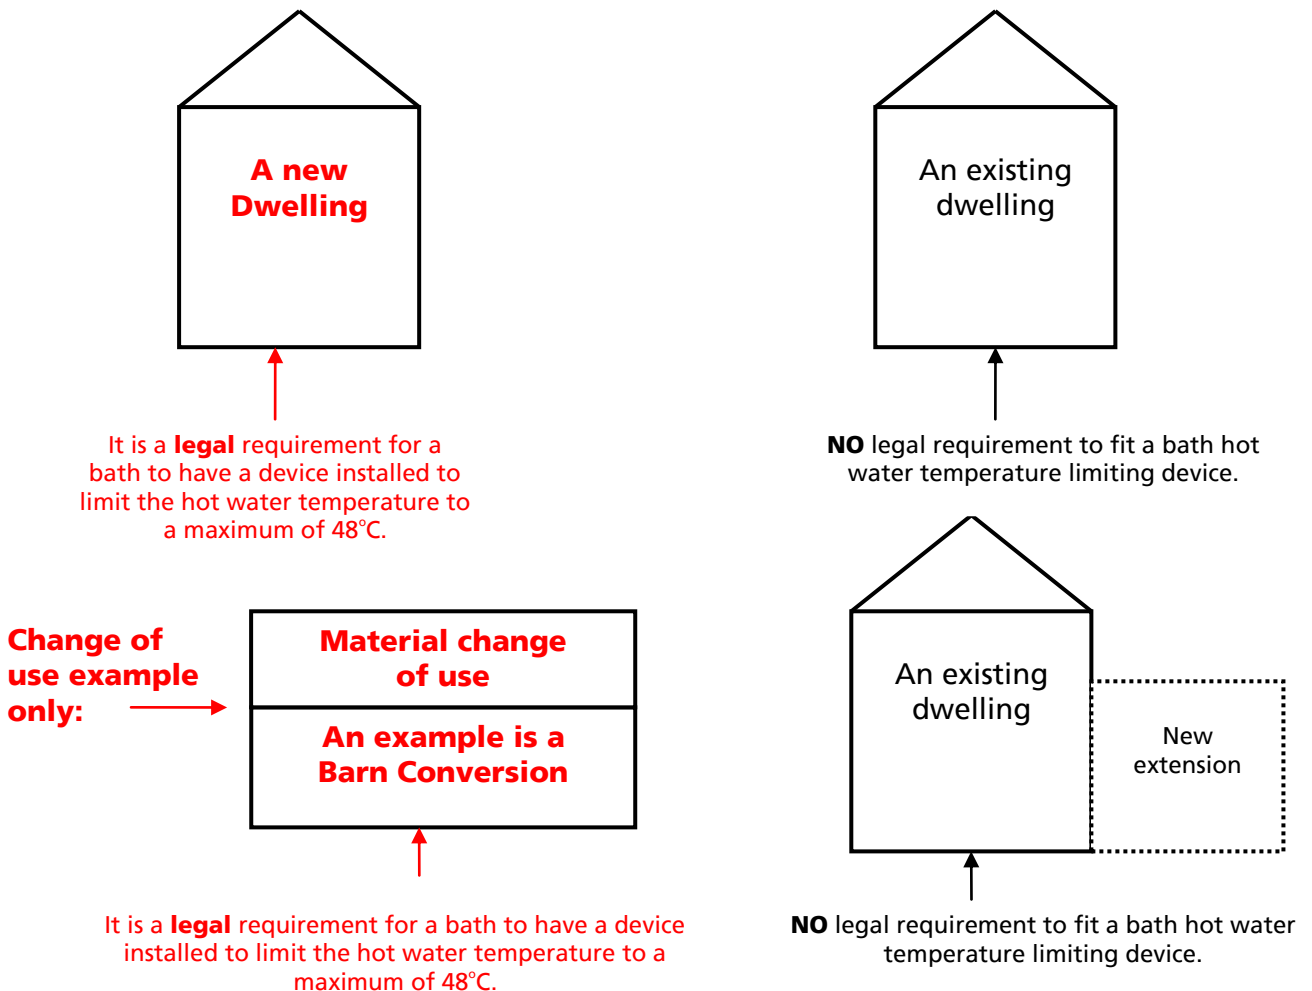 A new
Dwelling
It is a legal requirement for a
bath to have a device installed to
limit the hot water temperature to
a maximum of 48°C.
An existing
dwelling
NO legal requirement to fit a bath hot
water temperature limiting device.
Change of
use example
only:
Material change
of use
An example is a
Barn Conversion
It is a legal requirement for a bath to have a device
installed to limit the hot water temperature to a
maximum of 48°C.
An existing
dwelling
New
extension
NO legal requirement to fit a bath hot water
temperature limiting device.